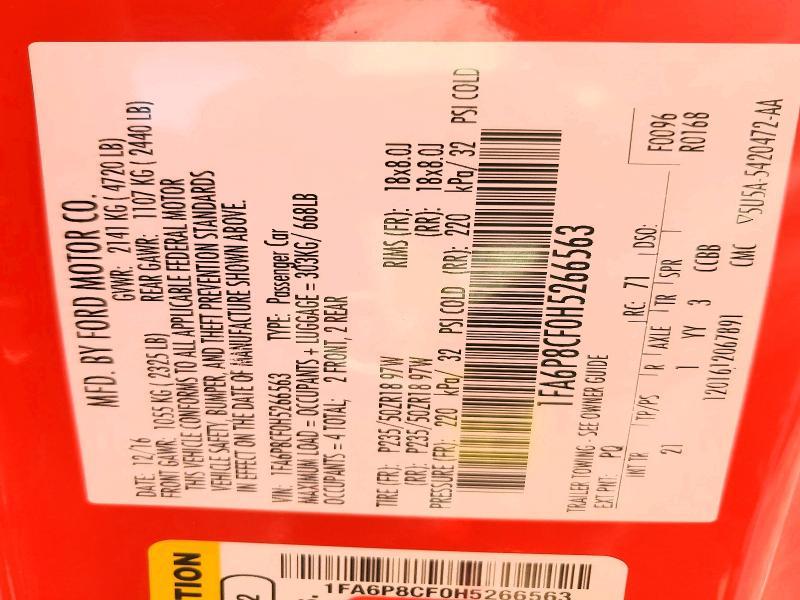 MFD. BY FORD MOTOR CO.
DATE: 12/16 GVWR: 2141 KG ( 4720 LB)
FRONT GAWR: 1055 KG ( 2325 LB) REAR GAWR: 1107 KG ( 2440 LB)
THIS VEHICLE CONFORMS TO ALL APPLICABLE FEDERAL MOTOR
VEHICLE SAFETY, BUMPER, AND THEFT PREVENTION STANDARDS
IN EFFECT ON THE DATE OF MANUFACTURE SHOWN ABOVE.
VIN: 1FA6P8CF0H5266563 TYPE: Passenger Car
MAXIMUM LOAD = OCCUPANTS + LUGGAGE = 303KG/ 668LB
OCCUPANTS = 4 TOTAL; 2 FRONT, 2 REAR
TIRE (FR): P235/50ZR18 97W RIMS (FR): 18x8.0J
(RR): P235/50ZR18 97W (RR): 18x8.0J
PRESSURE (FR): 220 kPa/ 32 PSI COLD (RR): 220 kPa/ 32 PSI COLD
1FA6P8CF0H5266563
TRAILER TOWING - SEE OWNER GUIDE
F0096
R0168
EXT PNT: PQ RC: 71 DSO:
INT TR TP/PS R AXLE TR SPR
21 1 YY 3 CCBB
1201612067891 CMC ▽5U5A-5420472-AA
TION
2
1FA6P8CF0H5266563